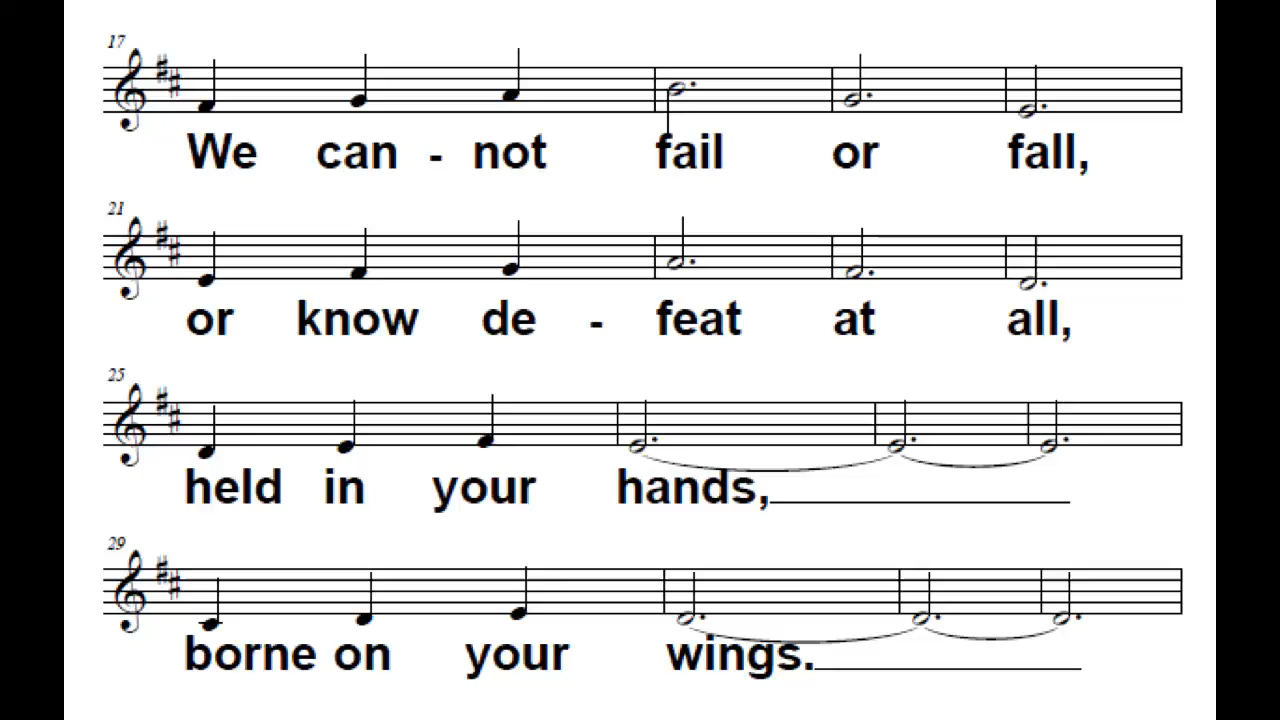 17
We can - not fail or fall,
21
or know de - feat at all,
25
held in your hands,
29
borne on your wings.